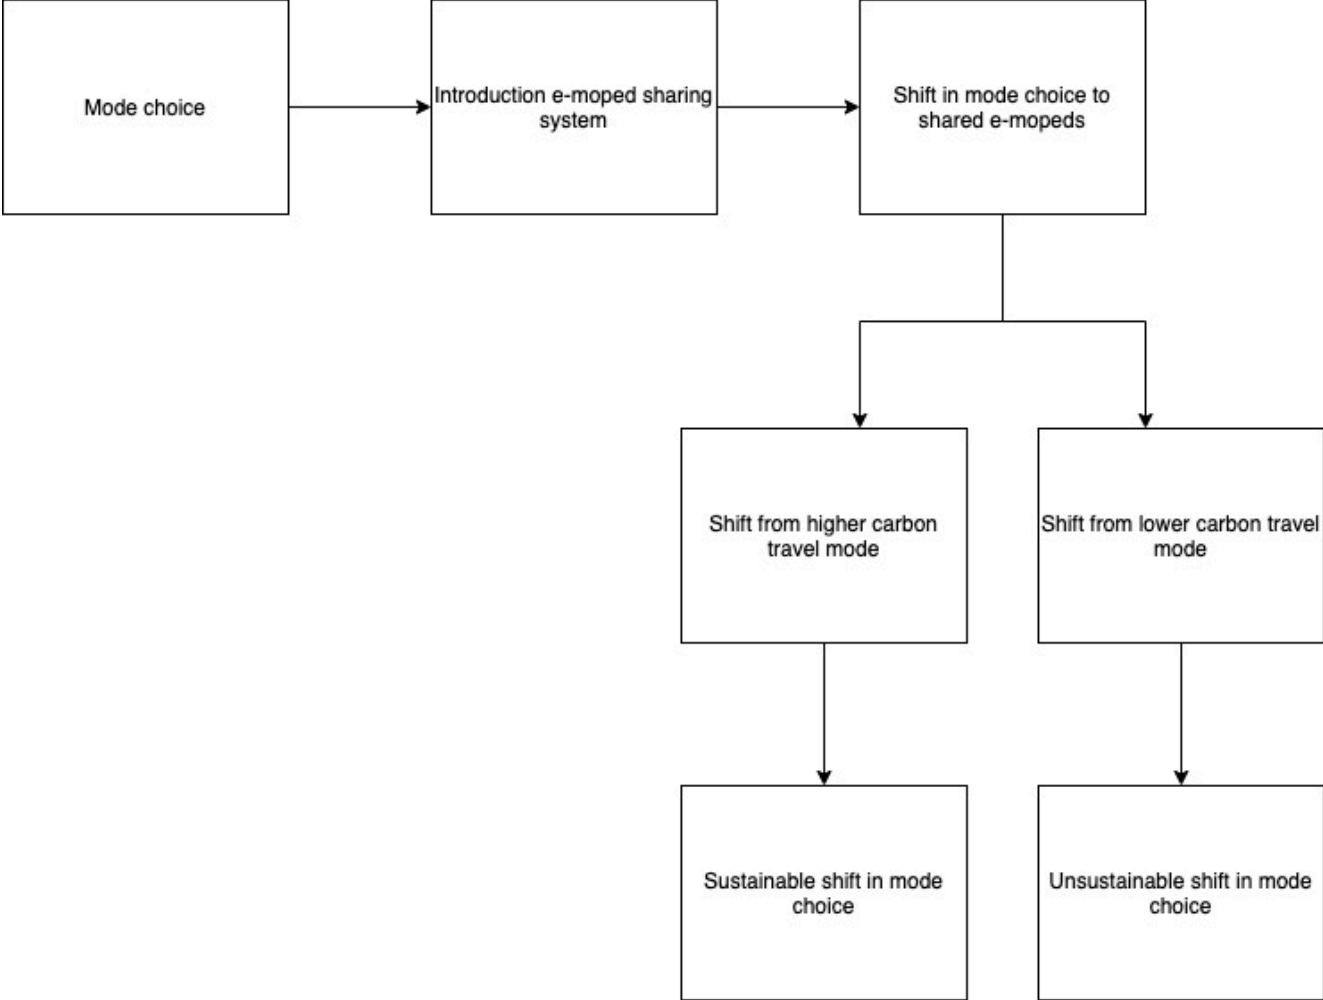 Mode choice
Introduction e-moped sharing
system
Shift in mode choice to
shared e-mopeds
Shift from higher carbon
travel mode
Shift from lower carbon travel
mode
Sustainable shift in mode
choice
Unsustainable shift in mode
choice